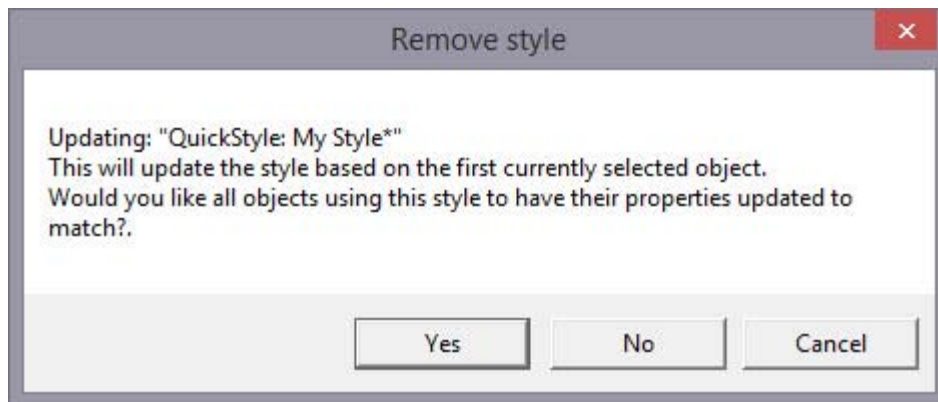 Remove style
Updating: "QuickStyle: My Style*"
This will update the style based on the first currently selected object.
Would you like all objects using this style to have their properties updated to
match?.
Yes No Cancel